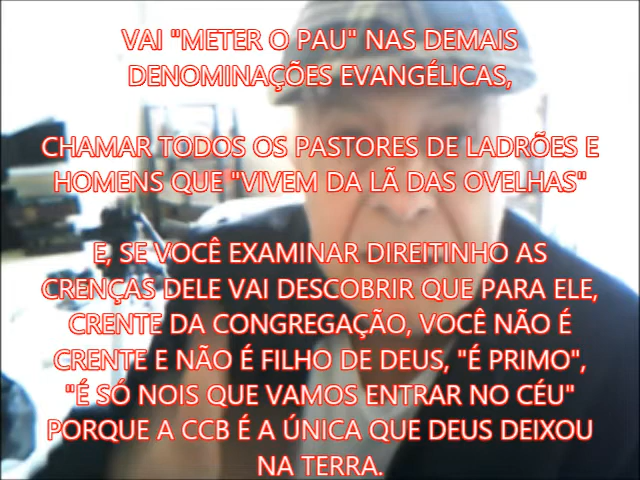 VAI "METER O PAU" NAS DEMAIS
DENOMINAÇÕES EVANGÉLICAS,
CHAMAR TODOS OS PASTORES DE LADRÕES E
HOMENS QUE "VIVEM DA LÃ DAS OVELHAS"
E, SE VOCÊ EXAMINAR DIREITINHO AS
CRENÇAS DELE VAI DESCOBRIR QUE PARA ELE,
CRENTE DA CONGREGAÇÃO, VOCÊ NÃO É
CRENTE E NÃO É FILHO DE DEUS, "É PRIMO",
"É SÓ NOIS QUE VAMOS ENTRAR NO CÉU"
PORQUE A CCB É A ÚNICA QUE DEUS DEIXOU
NA TERRA.